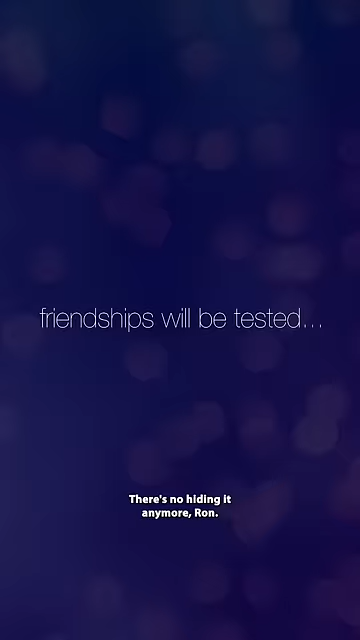 friendships will be tested...
There's no hiding it
anymore, Ron.